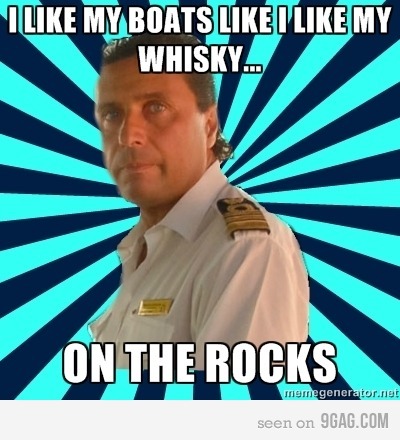 I LIKE MY BOATS LIKE I LIKE MY
WHISKY...
ON THE ROCKS
memegenerator.net
seen on 9GAG.COM